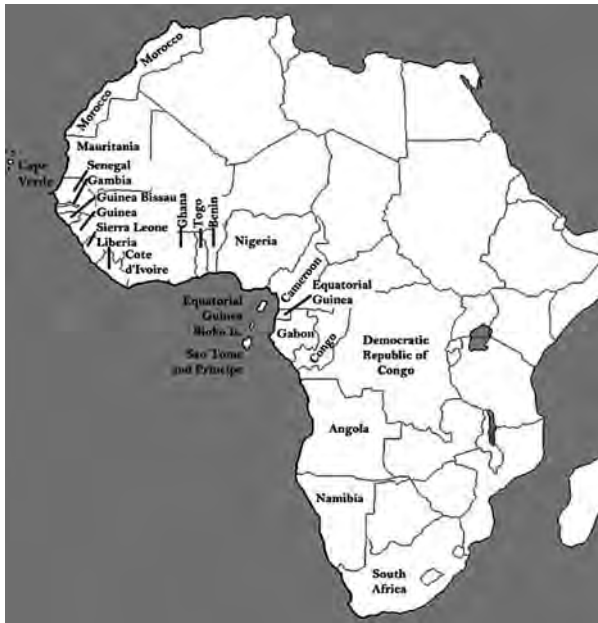 Morocco
Morocco
Mauritania
Cape
Verde
Senegal
Gambia
Guinea Bissau
Guinea
Sierra Leone
Liberia
Cote
d'Ivoire
Ghana
Togo
Benin
Nigeria
Cameroon
Equatorial
Guinea
Equatorial
Guinea
Bioko Is.
Sao Tome
and Principe
Gabon
Congo
Democratic
Republic of
Congo
Angola
Namibia
South
Africa